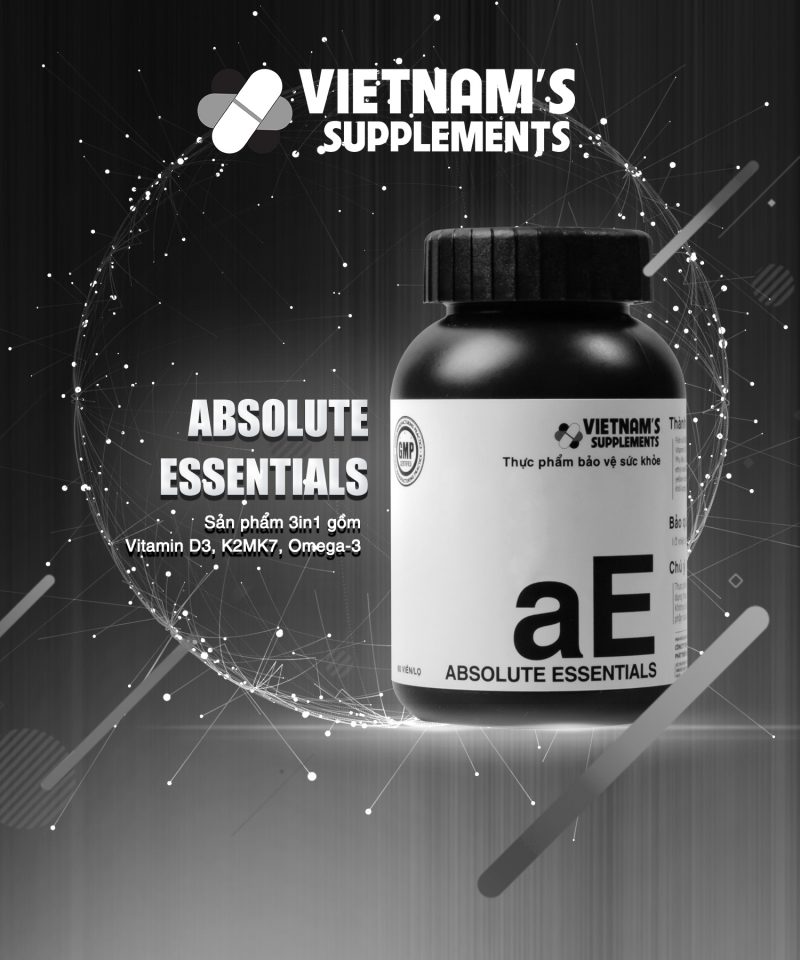 VIETNAM'S
SUPPLEMENTS
ABSOLUTE
ESSENTIALS
Sản phẩm 3in1 gồm
Vitamin D3, K2MK7, Omega-3
GMP
VIETNAM'S
SUPPLEMENTS
Thực phẩm bảo vệ sức khỏe
aE
ABSOLUTE ESSENTIALS
60 VIÊN/LỌ